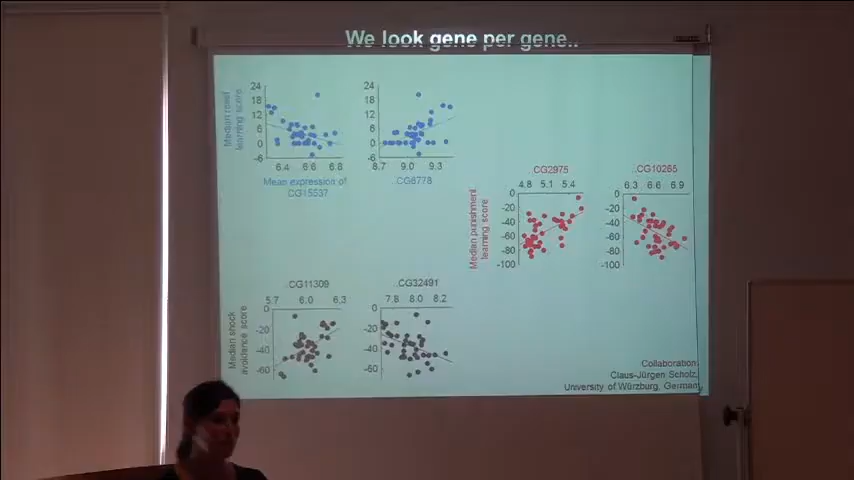 We look gene per gene..
24
18
12
6
0
-6
Median relief
learning score
6.4 6.6 6.8
Mean expression of
CG15537
24
18
12
6
0
-6
8.7 9.0 9.3
..CG6778
..CG2975
4.8 5.1 5.4
0
-20
-40
-60
-80
-100
Median punishment
learning score
..CG10265
6.3 6.6 6.9
0
-20
-40
-60
-80
-100
..CG11309
5.7 6.0 6.3
0
-20
-40
-60
Median shock
avoidence score
..CG32491
7.8 8.0 8.2
0
-20
-40
-60
Collaboration:
Claus-Jürgen Scholz,
University of Würzburg, Germany